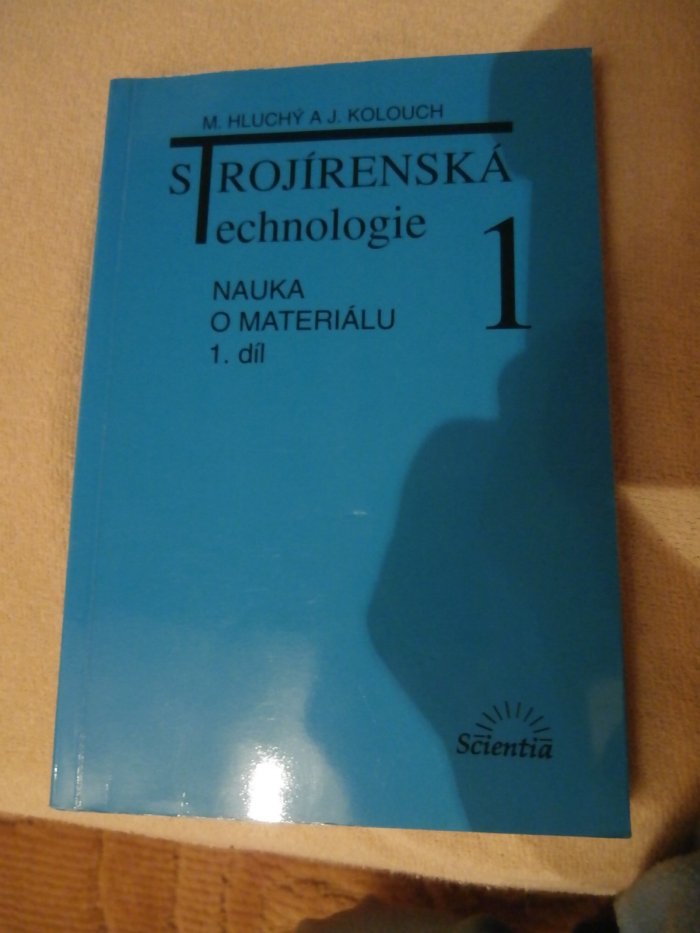 M. HLUCHÝ A J. KOLOUCH
STROJÍRENSKÁ
Technologie 1
NAUKA
O MATERIÁLU
1. díl
Scientia